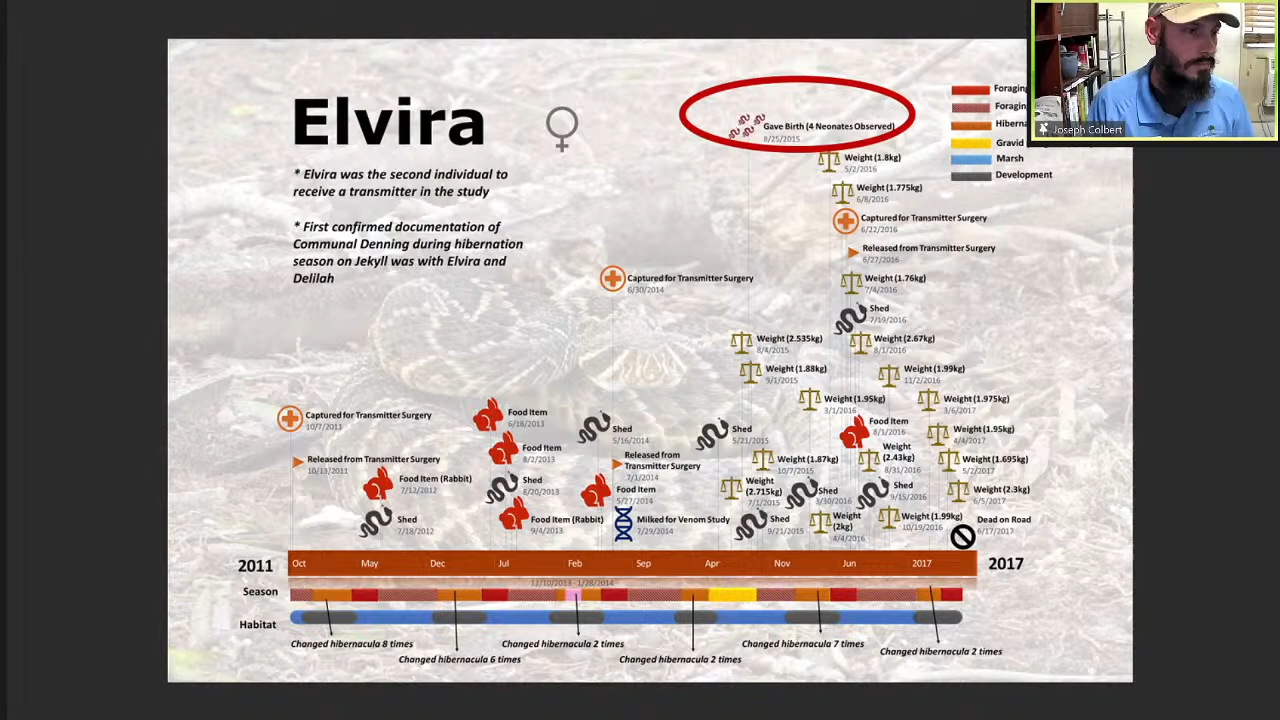 Elvira
* Elvira was the second individual to
receive a transmitter in the study
* First confirmed documentation of
Communal Denning during hibernation
season on Jekyll was with Elvira and
Delilah
Gave Birth (4 Neonates Observed)
8/25/2015
Weight (1.8kg)
5/2/2016
Weight (1.775kg)
6/8/2016
Captured for Transmitter Surgery
6/22/2016
Released from Transmitter Surgery
6/27/2016
Weight (1.76kg)
7/4/2016
Shed
7/19/2016
Captured for Transmitter Surgery
6/30/2014
Weight (2.535kg)
8/4/2015
Weight (2.67kg)
8/1/2016
Weight (1.88kg)
9/1/2015
Weight (1.99kg)
11/2/2016
Weight (1.95kg)
3/1/2016
Weight (1.975kg)
3/6/2017
Captured for Transmitter Surgery
10/7/2011
Food Item
6/18/2013
Shed
5/16/2014
Shed
5/21/2015
Food Item
8/1/2016
Weight (1.95kg)
4/4/2017
Released from Transmitter Surgery
10/13/2011
Food Item
8/2/2013
Released from
Transmitter Surgery
7/1/2014
Weight (1.87kg)
10/7/2015
Weight
(2.43kg)
8/31/2016
Weight (1.695kg)
5/2/2017
Food Item (Rabbit)
7/12/2012
Shed
8/20/2013
Food Item
5/27/2014
Weight
(2.715kg)
7/1/2015
Shed
3/30/2016
Shed
9/15/2016
Weight (2.3kg)
6/5/2017
Shed
7/18/2012
Food Item (Rabbit)
9/4/2013
Milked for Venom Study
7/29/2014
Shed
9/21/2015
Weight
(2kg)
4/4/2016
Weight (1.99kg)
10/19/2016
Dead on Road
6/17/2017
2011
Oct May Dec Jul Feb Sep Apr Nov Jun 2017
2017
12/10/2013 - 1/28/2014
Season
Habitat
Changed hibernacula 8 times
Changed hibernacula 6 times
Changed hibernacula 2 times
Changed hibernacula 2 times
Changed hibernacula 7 times
Changed hibernacula 2 times
Foraging
Foraging
Hiberna
Gravid
Marsh
Development
Joseph Colbert